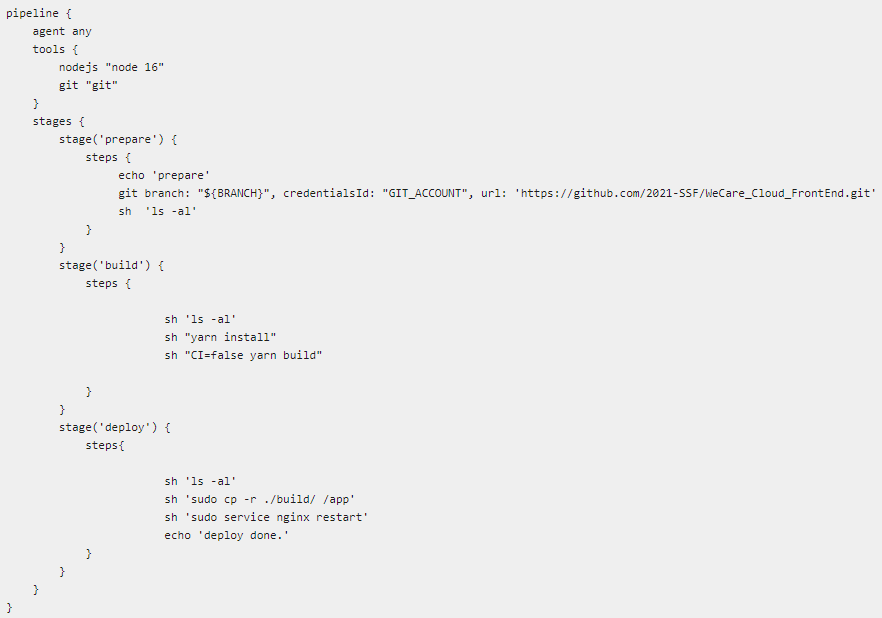 pipeline {
    agent any
    tools {
        nodejs "node 16"
        git "git"
    }
    stages {
        stage('prepare') {
            steps {
                 echo 'prepare'
                 git branch: "${BRANCH}", credentialsId: "GIT_ACCOUNT", url: 'https://github.com/2021-SSF/WeCare_Cloud_FrontEnd.git'
                 sh  'ls -al'
            }
        }
        stage('build') {
            steps {
                        sh 'ls -al'
                        sh "yarn install"
                        sh "CI=false yarn build"
            }
        }
        stage('deploy') {
            steps{
                        sh 'ls -al'
                        sh 'sudo cp -r ./build/ /app'
                        sh 'sudo service nginx restart'
                        echo 'deploy done.'
            }
        }
    }
}